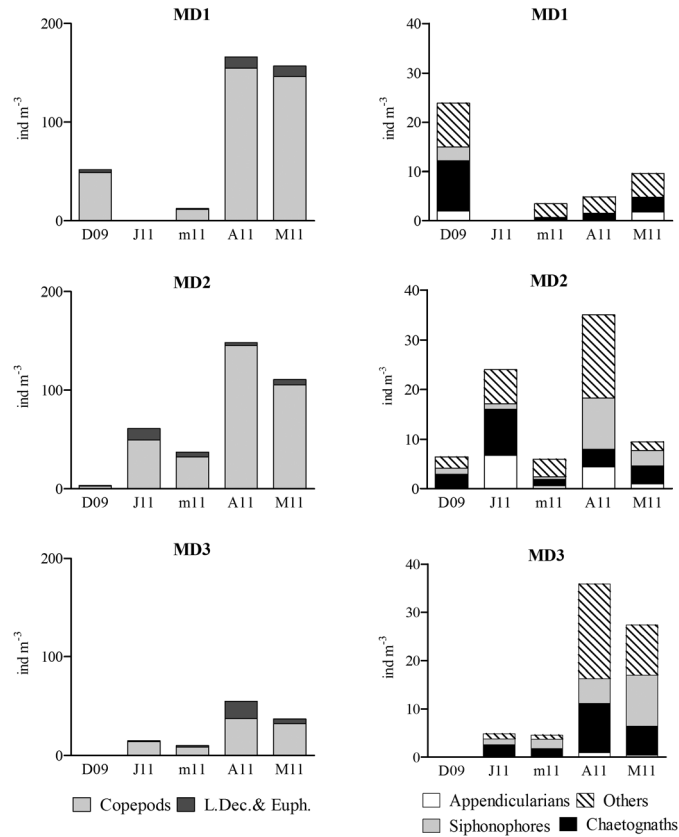 MD1
200
100
0
ind m-3
D09 J11 m11 A11 M11
MD1
40
30
20
10
0
ind m-3
D09 J11 m11 A11 M11
MD2
200
100
0
ind m-3
D09 J11 m11 A11 M11
MD2
40
30
20
10
0
ind m-3
D09 J11 m11 A11 M11
MD3
200
100
0
ind m-3
D09 J11 m11 A11 M11
MD3
40
30
20
10
0
ind m-3
D09 J11 m11 A11 M11
Copepods L.Dec.& Euph.
Appendicularians Others
Siphonophores Chaetognaths